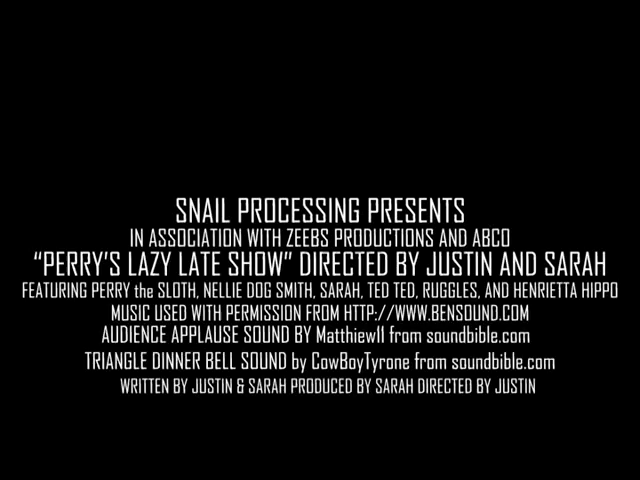 SNAIL PROCESSING PRESENTS
IN ASSOCIATION WITH ZEEBS PRODUCTIONS AND ABCO
“PERRY’S LAZY LATE SHOW” DIRECTED BY JUSTIN AND SARAH
FEATURING PERRY the SLOTH, NELLIE DOG SMITH, SARAH, TED TED, RUGGLES, AND HENRIETTA HIPPO
MUSIC USED WITH PERMISSION FROM HTTP://WWW.BENSOUND.COM
AUDIENCE APPLAUSE SOUND BY Matthiew11 from soundbible.com
TRIANGLE DINNER BELL SOUND by CowBoyTyrone from soundbible.com
WRITTEN BY JUSTIN & SARAH PRODUCED BY SARAH DIRECTED BY JUSTIN